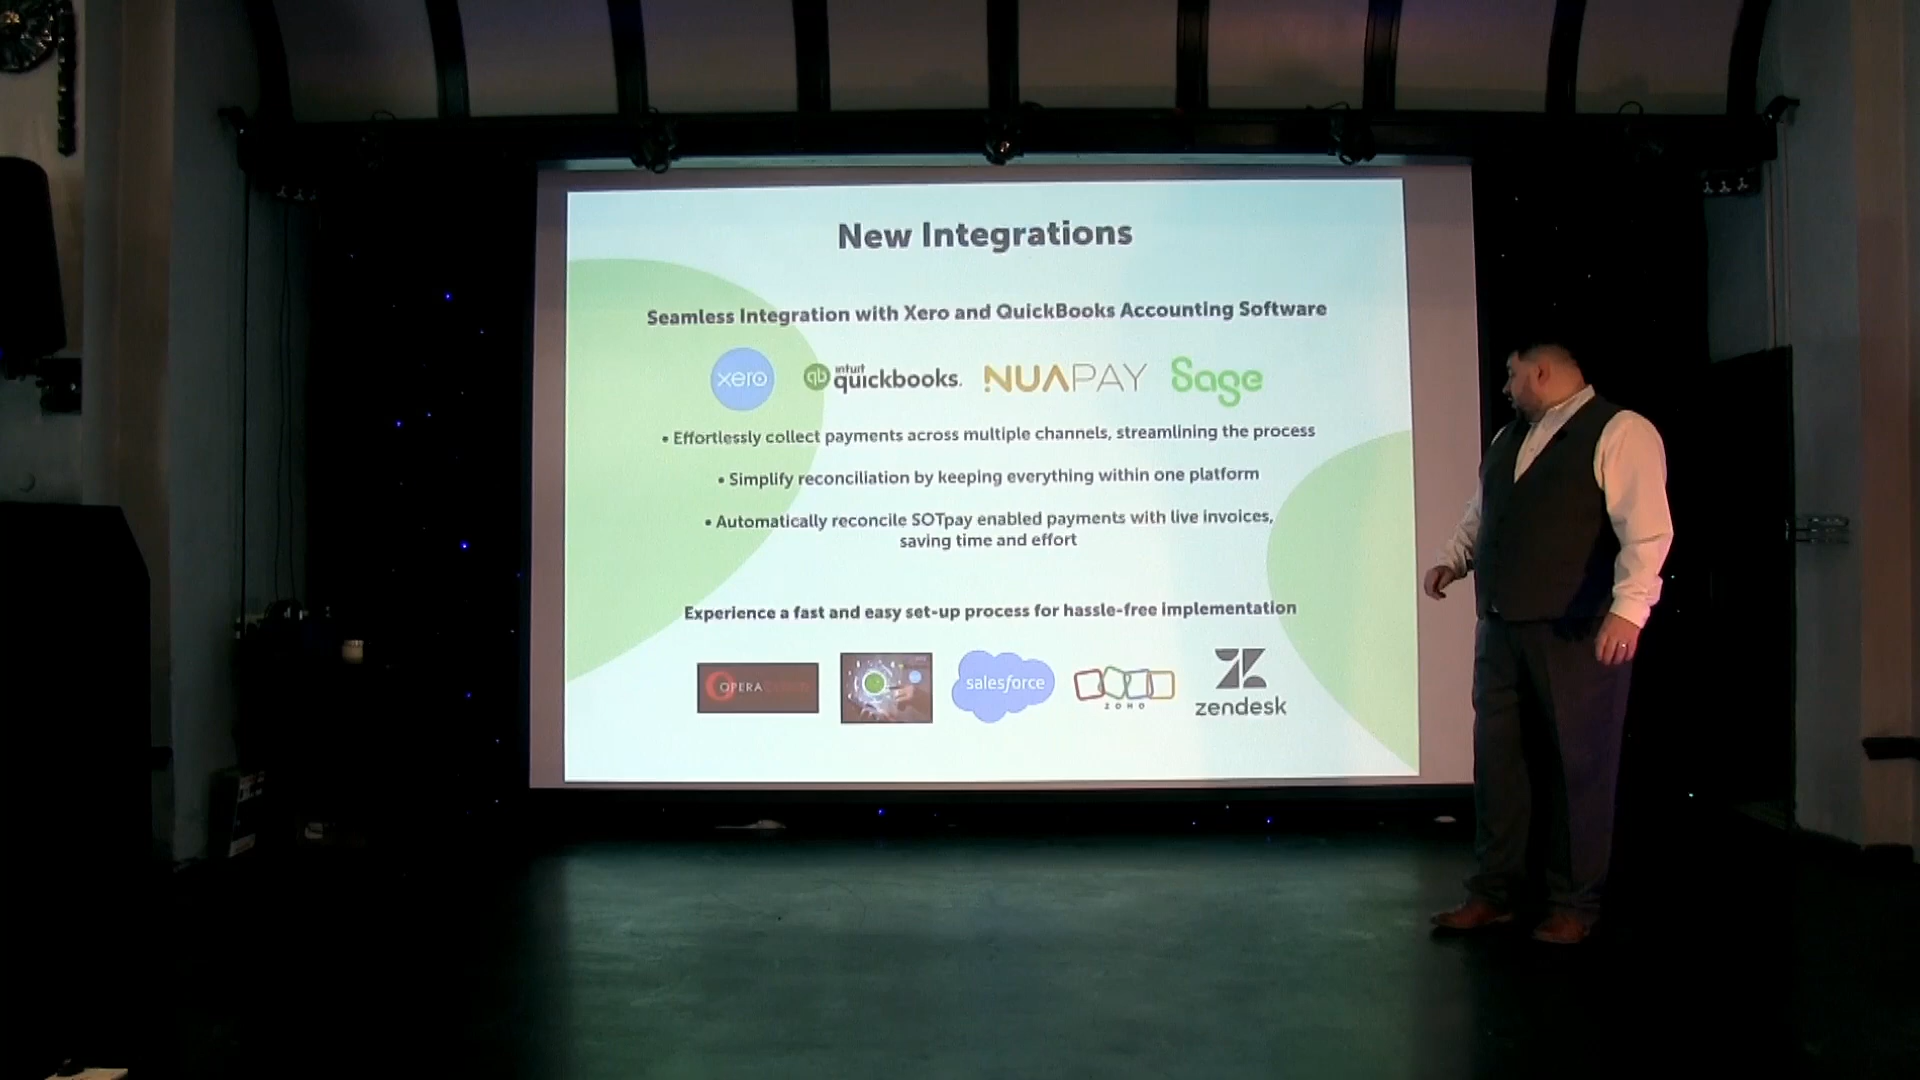 New Integrations
Seamless Integration with Xero and QuickBooks Accounting Software
xero
qb intuit quickbooks.
NUAPAY
Sage
• Effortlessly collect payments across multiple channels, streamlining the process
• Simplify reconciliation by keeping everything within one platform
• Automatically reconcile SOTpay enabled payments with live invoices,
saving time and effort
Experience a fast and easy set-up process for hassle-free implementation
OPERA
salesforce
ZOHO
zendesk